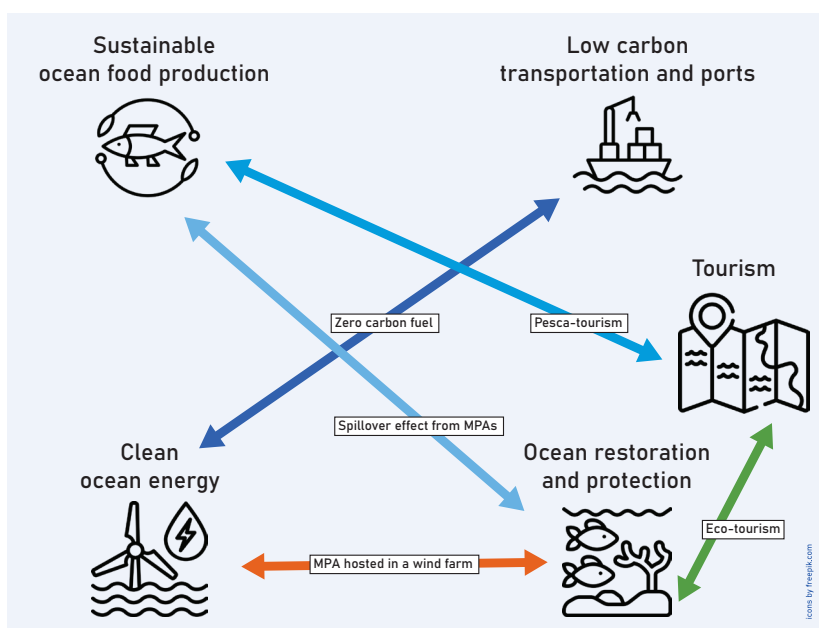 Sustainable
ocean food production
Low carbon
transportation and ports
Tourism
Zero carbon fuel
Pesca-tourism
Spillover effect from MPAs
Clean
ocean energy
Ocean restoration
and protection
Eco-tourism
MPA hosted in a wind farm
icons by freepik.com